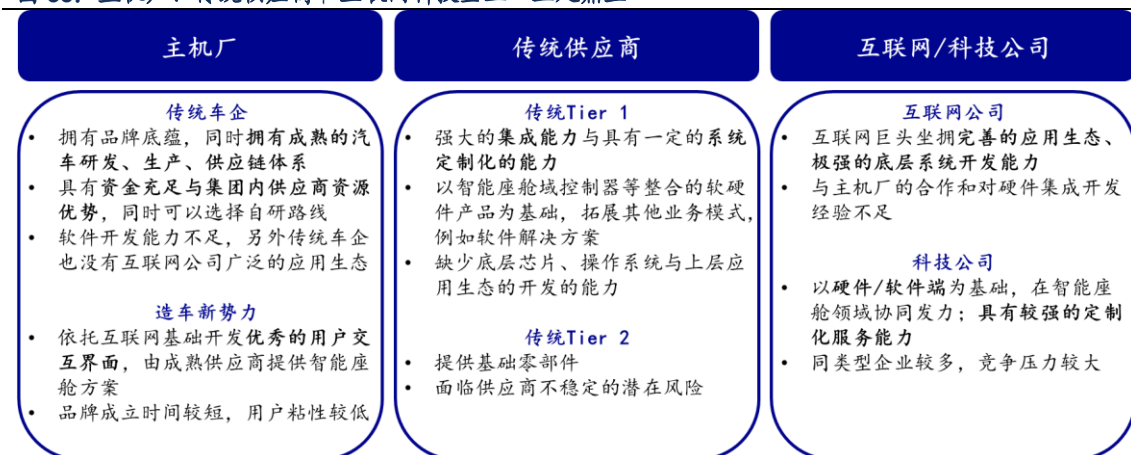 主机厂
传统车企
• 拥有品牌底蕴，同时拥有成熟的汽
车研发、生产、供应链体系
• 具有资金充足与集团内供应商资源
优势，同时可以选择自研路线
• 软件开发能力不足，另外传统车企
也没有互联网公司广泛的应用生态
造车新势力
• 依托互联网基础开发优秀的用户交
互界面，由成熟供应商提供智能座
舱方案
• 品牌成立时间较短，用户粘性较低
传统供应商
传统Tier 1
• 强大的集成能力与具有一定的系统
定制化的能力
• 以智能座舱域控制器等整合的软硬
件产品为基础，拓展其他业务模式，
例如软件解决方案
• 缺少底层芯片、操作系统与上层应
用生态的开发的能力
传统Tier 2
• 提供基础零部件
• 面临供应商不稳定的潜在风险
互联网/科技公司
互联网公司
• 互联网巨头坐拥完善的应用生态、
极强的底层系统开发能力
• 与主机厂的合作和对硬件集成开发
经验不足
科技公司
• 以硬件/软件端为基础，在智能座
舱领域协同发力；具有较强的定制
化服务能力
• 同类型企业较多，竞争压力较大